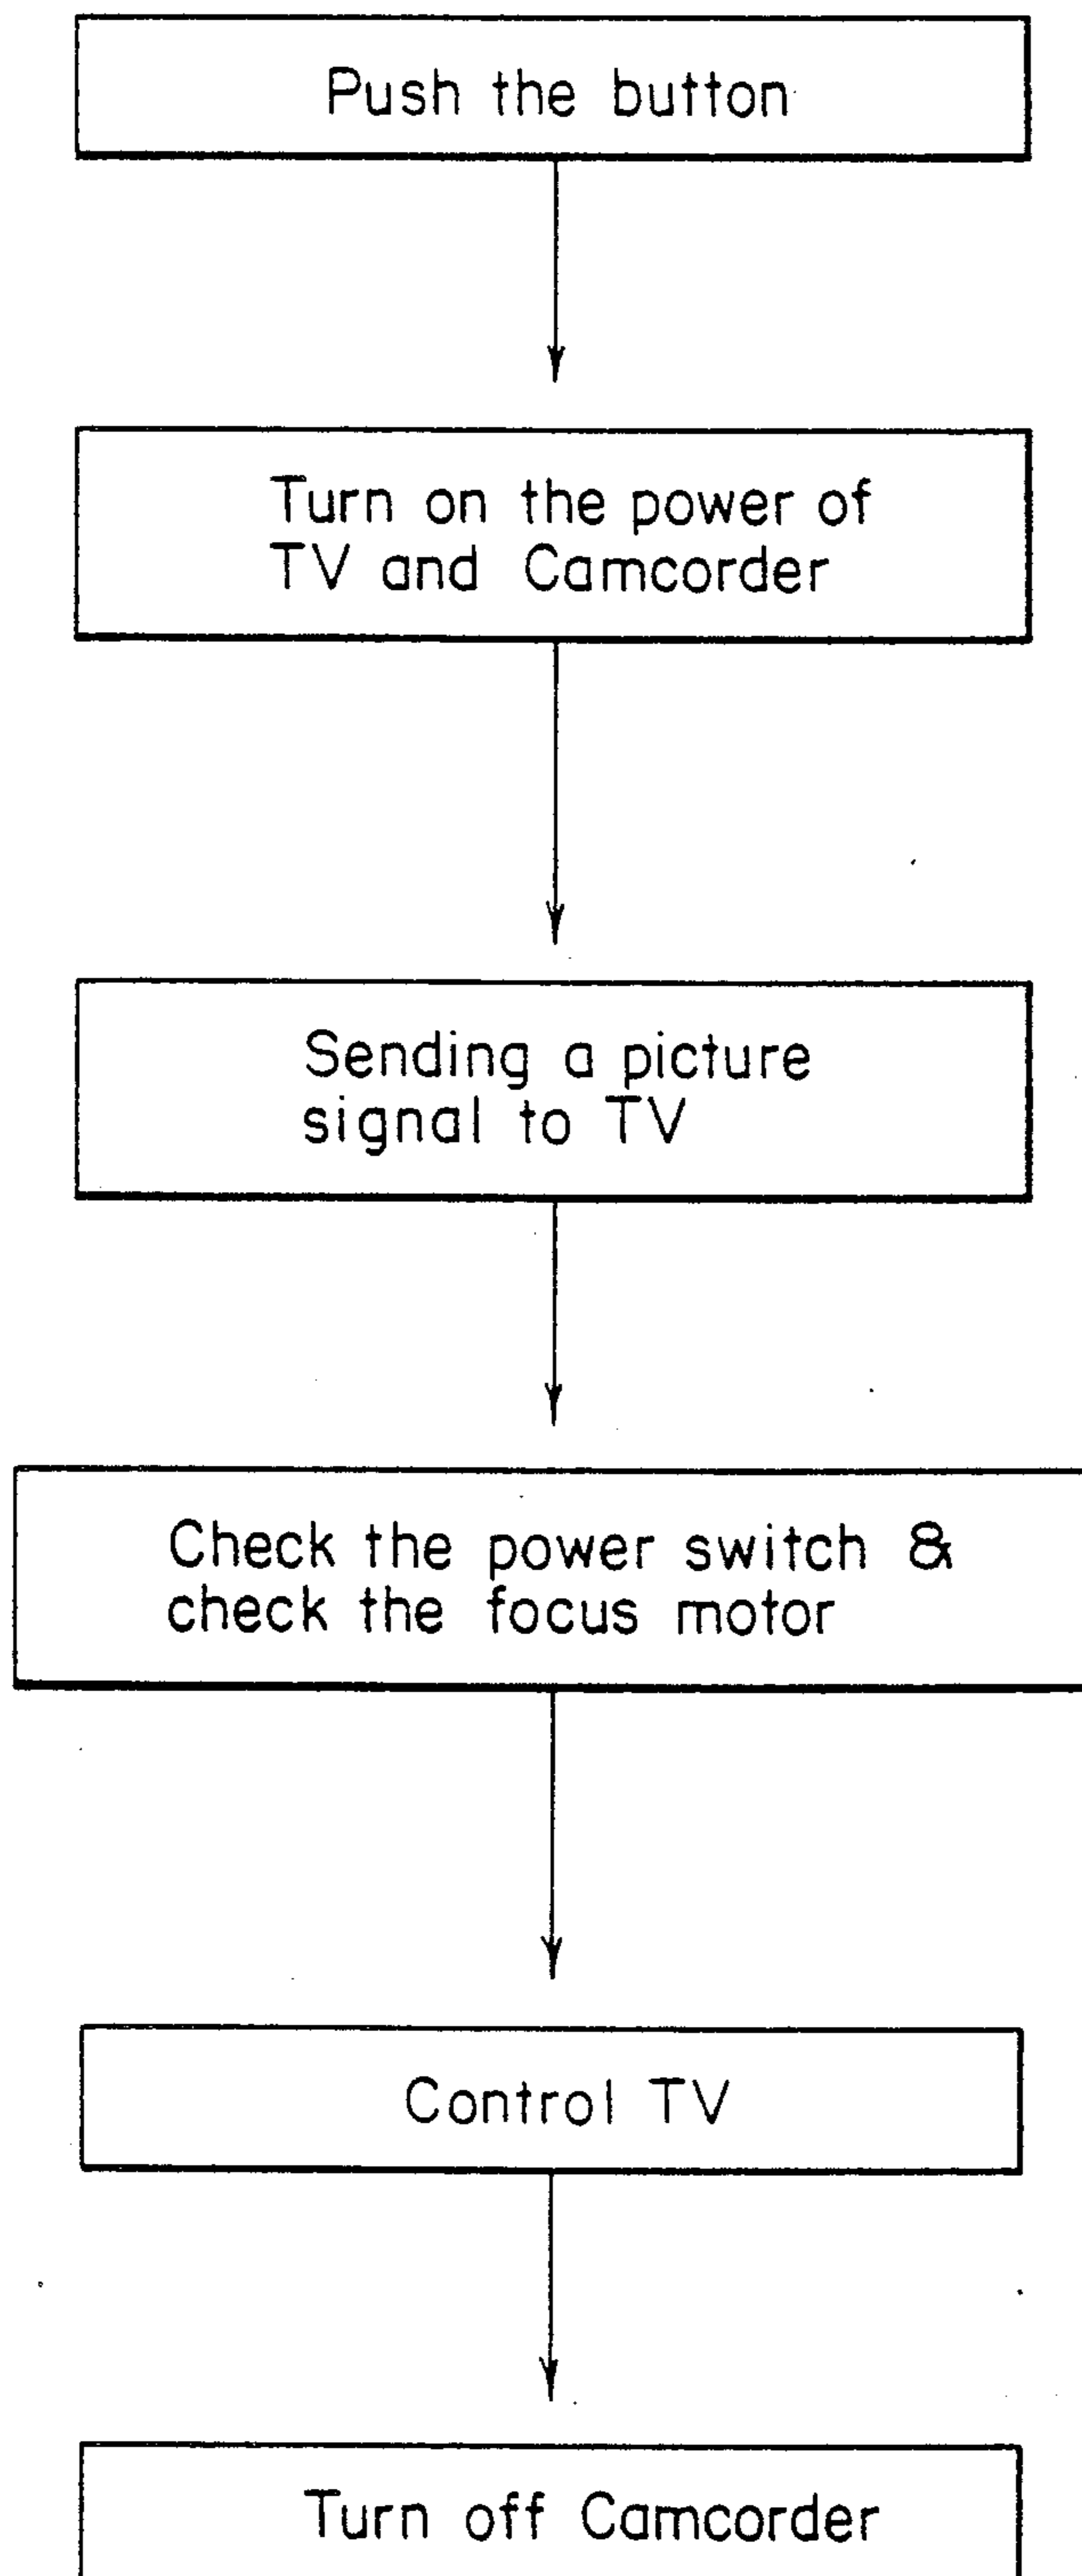 Push the button
Turn on the power of
TV and Camcorder
Sending a picture
signal to TV
Check the power switch &
check the focus motor
Control TV
Turn off Camcorder